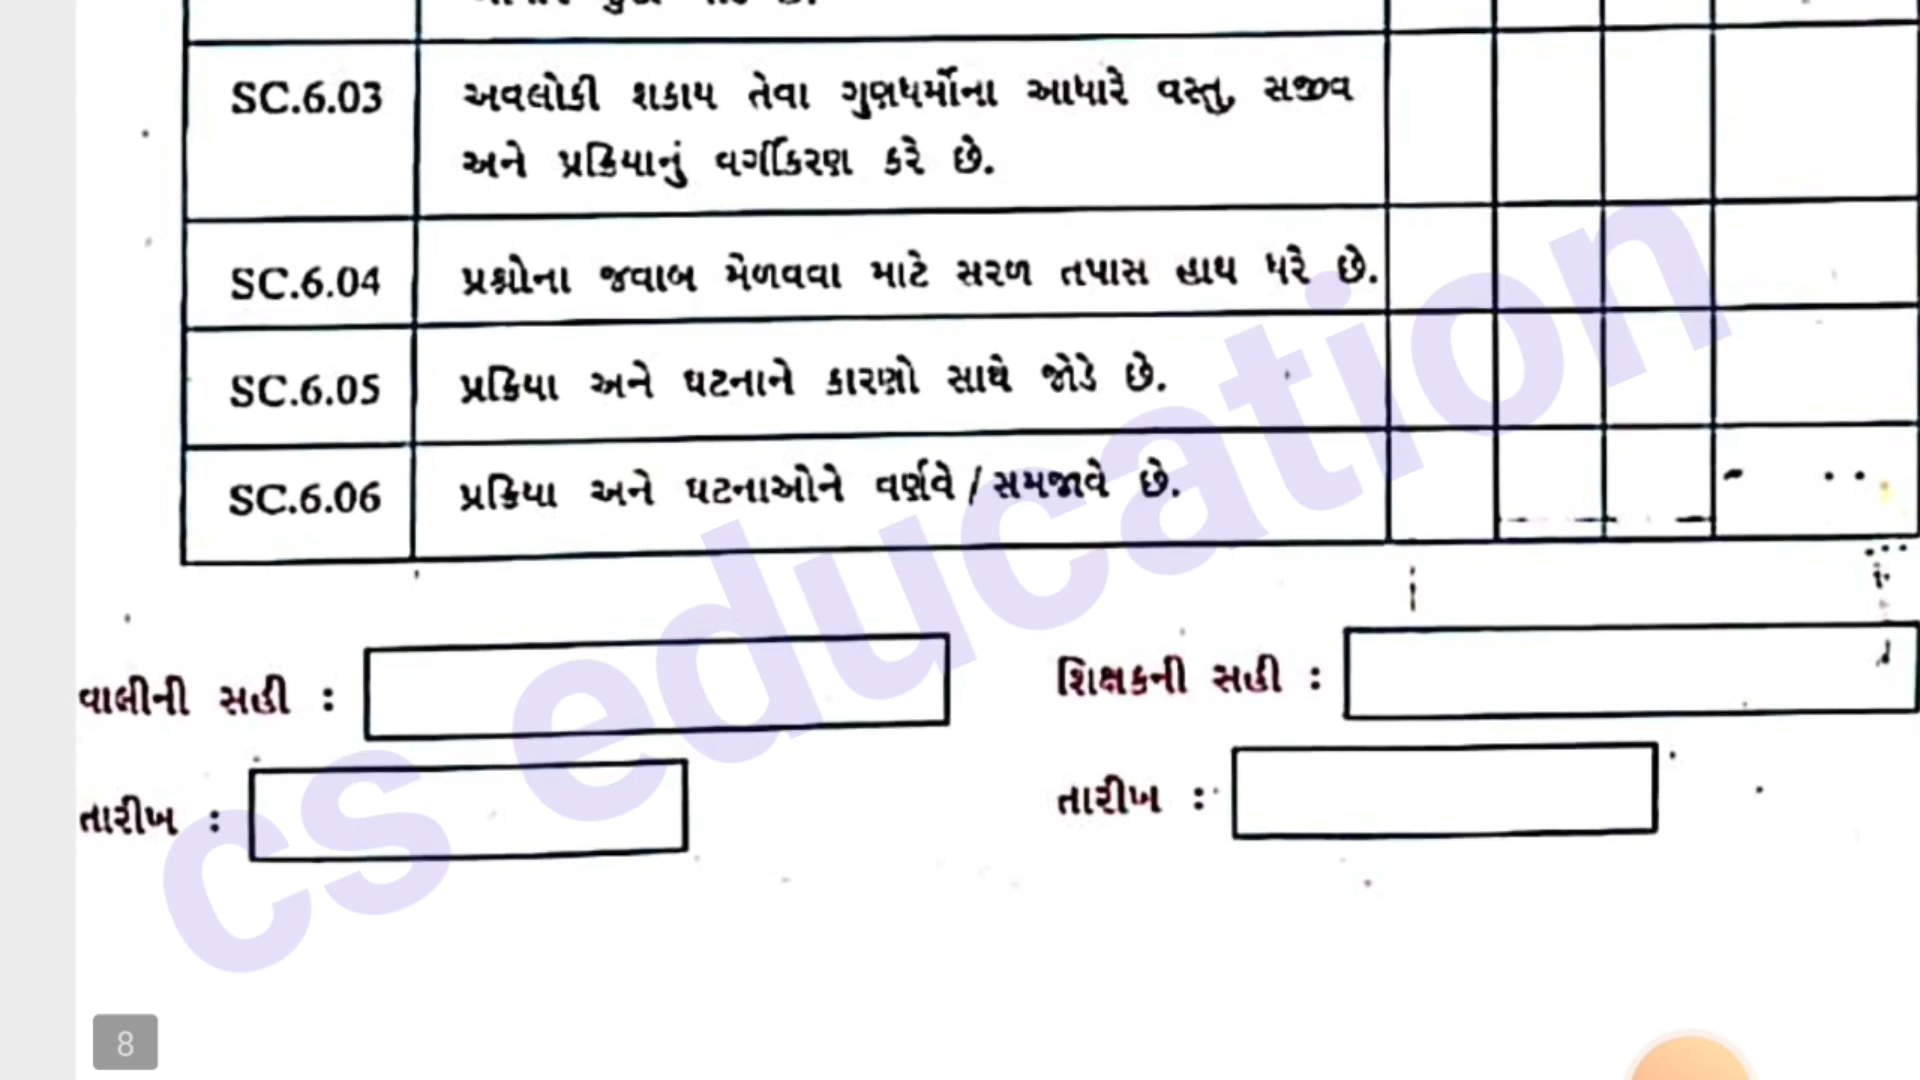 SC.6.03 અવલોકી શકાય તેવા ગુણધર્મોના આધારે વસ્તુ, સજીવ
અને પ્રક્રિયાનું વર્ગીકરણ કરે છે.
SC.6.04 પ્રશ્નોના જવાબ મેળવવા માટે સરળ તપાસ હાથ ધરે છે.
SC.6.05 પ્રક્રિયા અને ઘટનાને કારણો સાથે જોડે છે.
SC.6.06 પ્રક્રિયા અને ઘટનાઓને વર્ણવે / સમજાવે છે.
વાલીની સહી : શિક્ષકની સહી :
તારીખ : તારીખ :
cs education
8